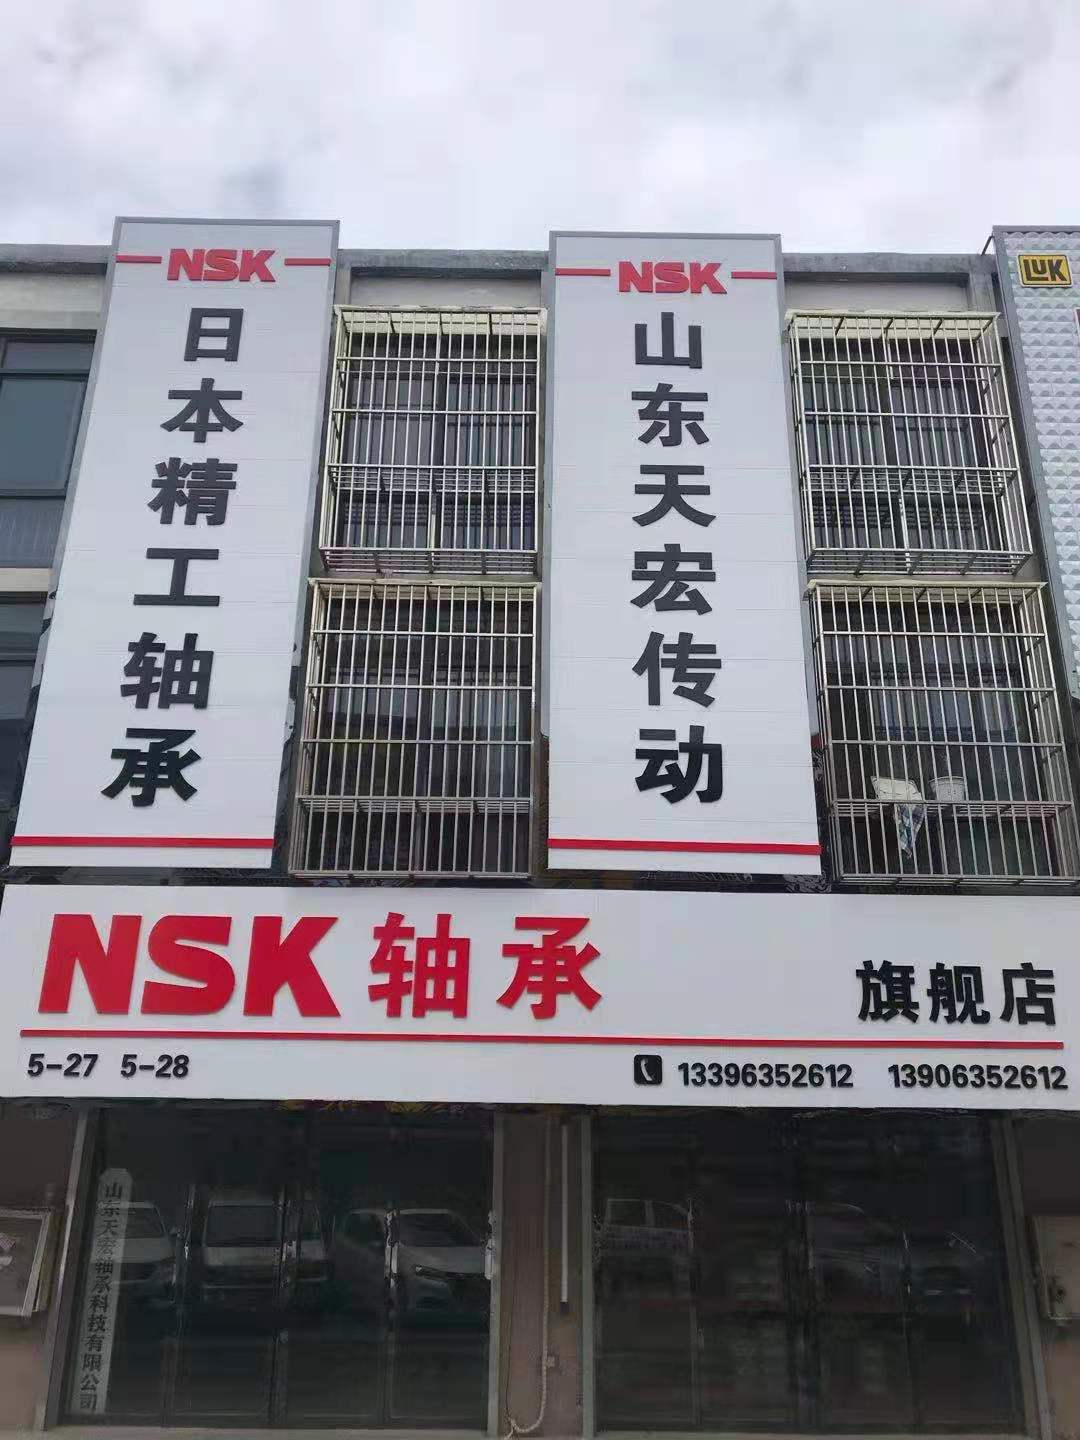 NSK
日本精工轴承
NSK
山东天宏传动
LUK
NSK 轴承
旗舰店
5-27 5-28
13396352612 13906352612
山东天宏轴承科技有限公司